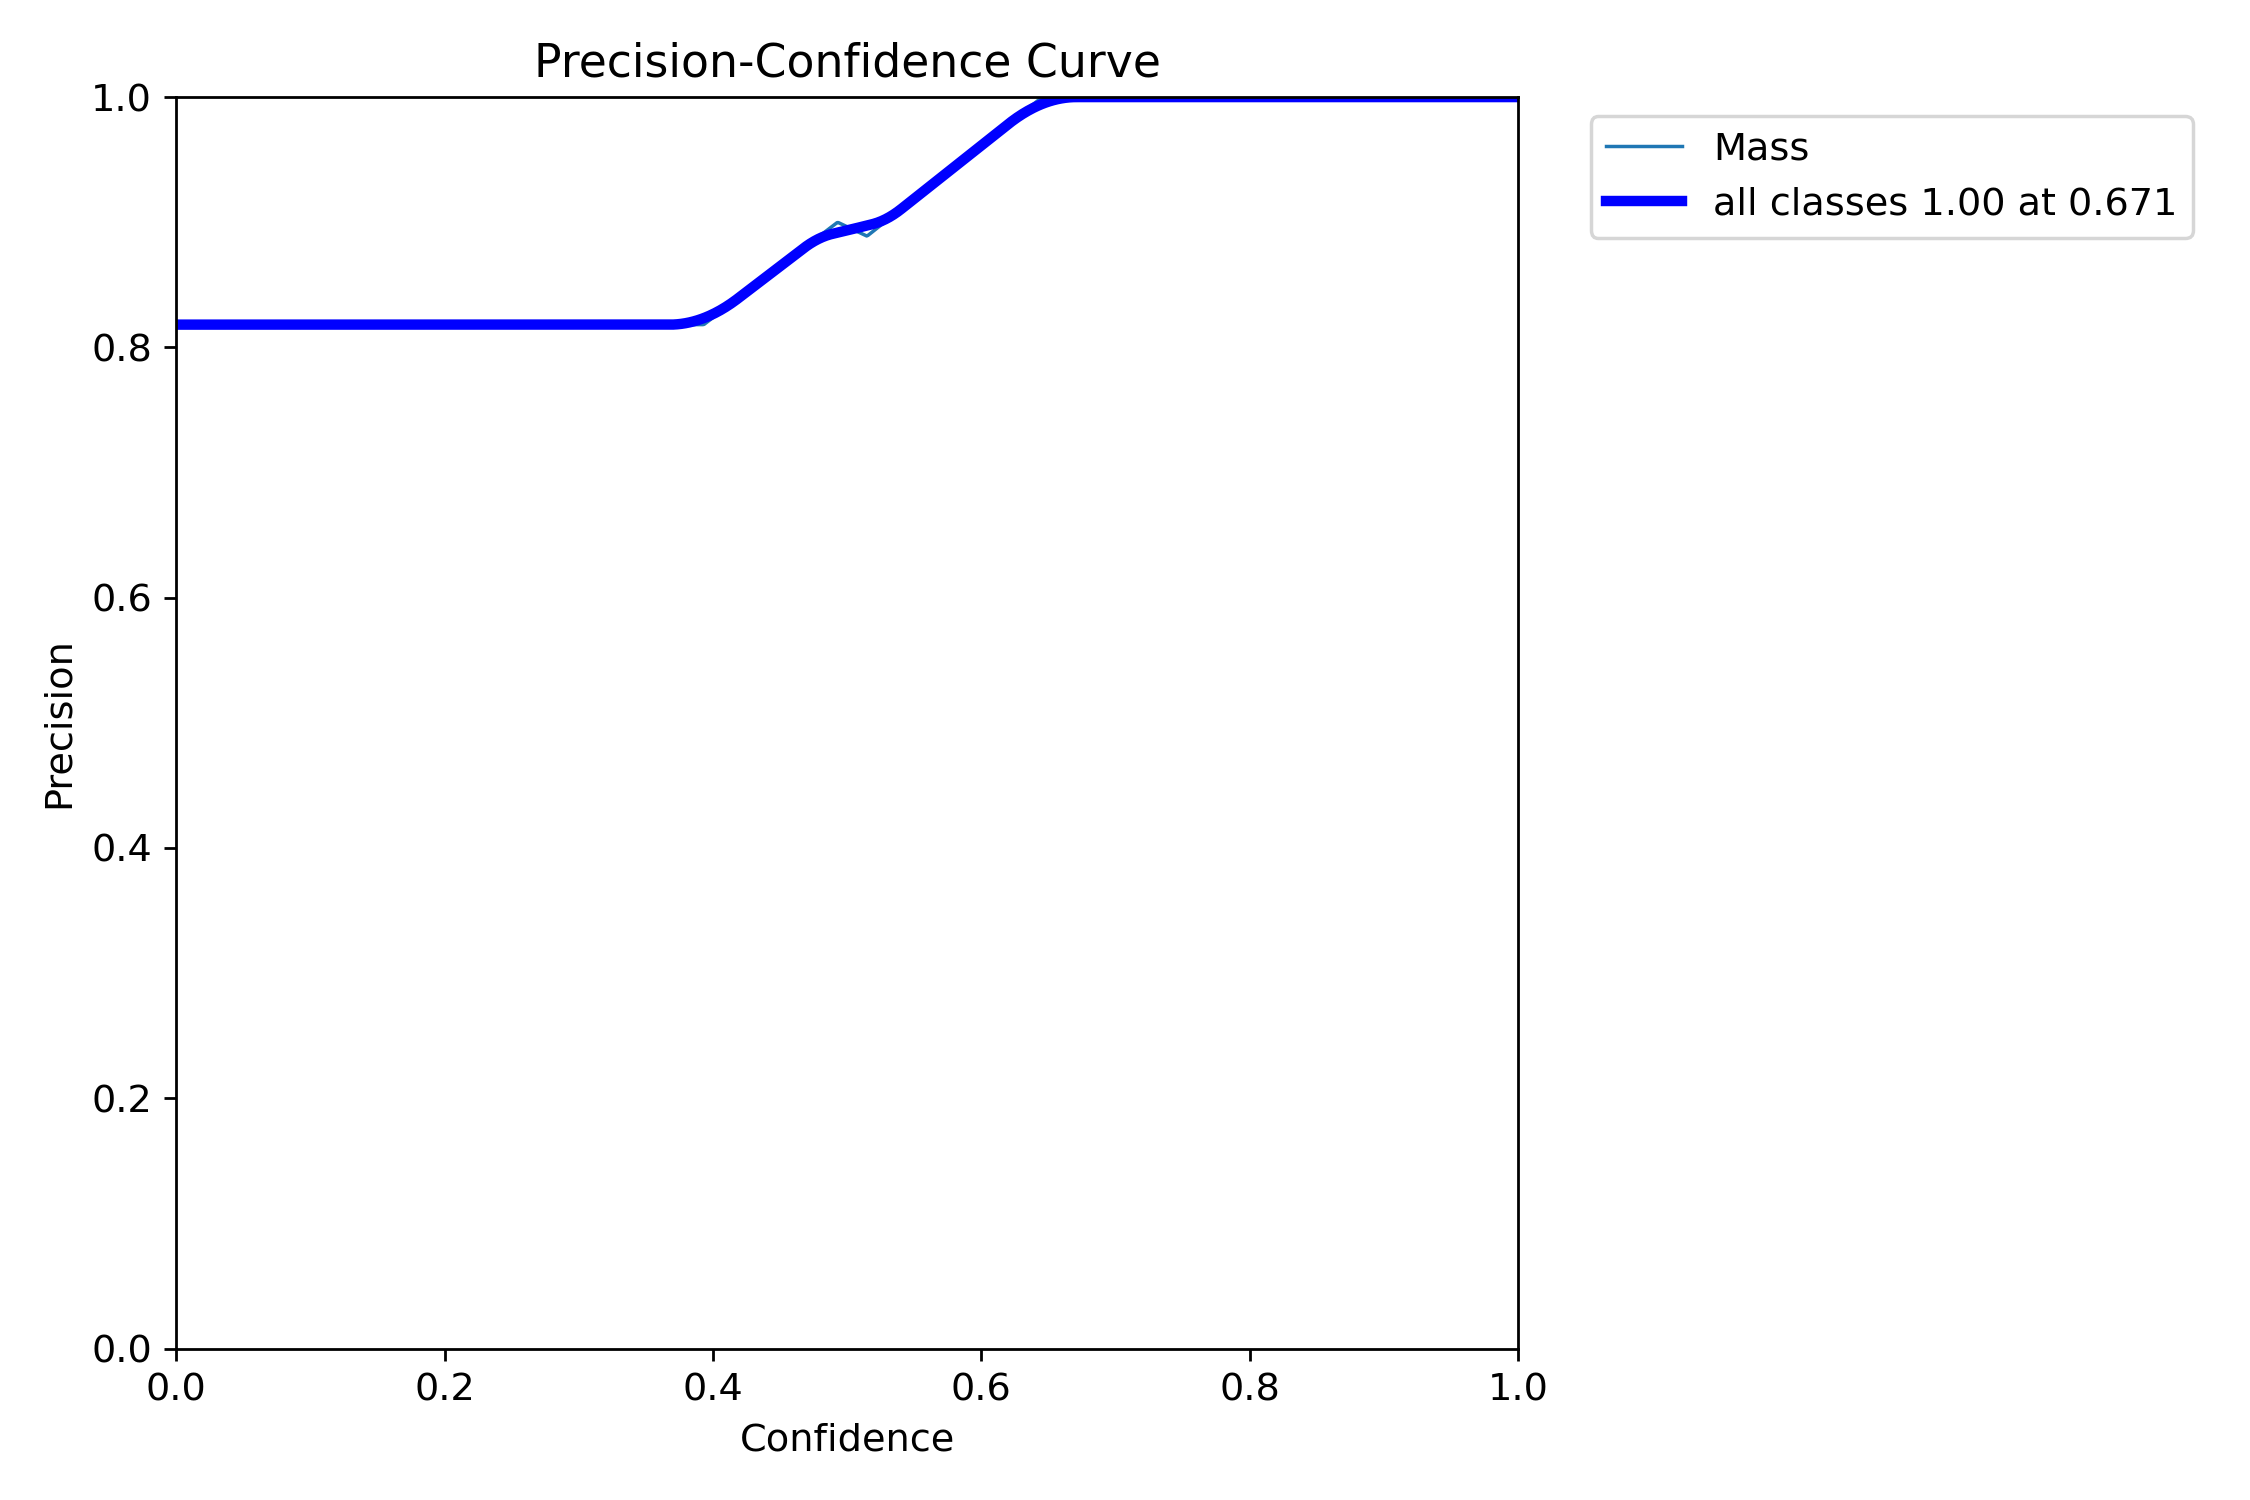 Precision-Confidence Curve
1.0
0.8
0.6
0.4
0.2
0.0
Precision
0.0 0.2 0.4 0.6 0.8 1.0
Confidence
Mass
all classes 1.00 at 0.671